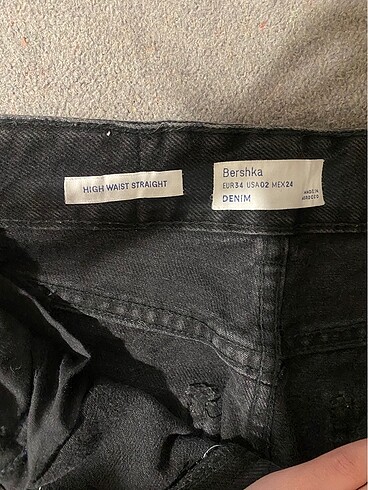 HIGH WAIST STRAIGHT
Bershka
EUR34 USA02 MEX24
DENIM
MADE IN
MOROCCO